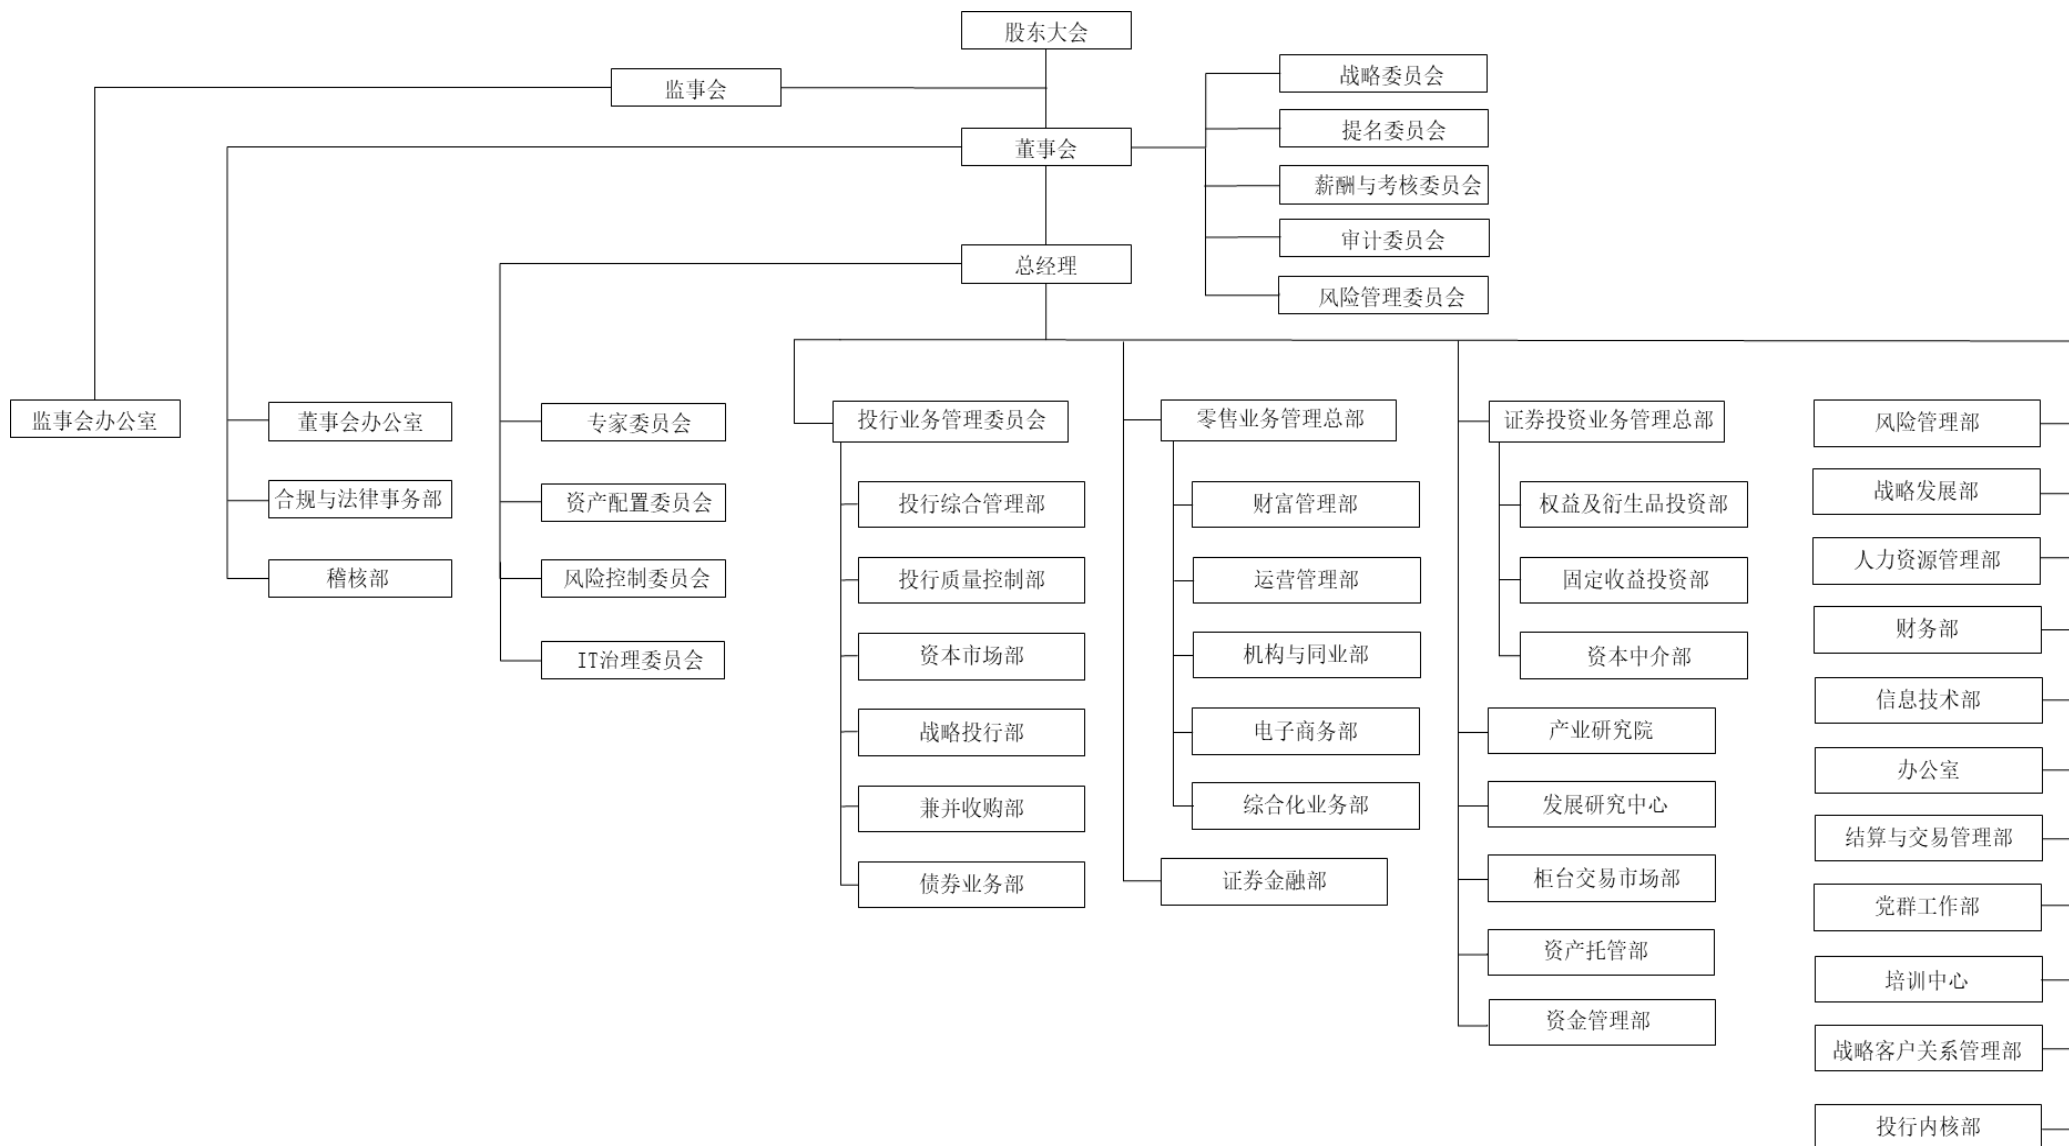 股东大会
监事会
董事会
战略委员会
提名委员会
薪酬与考核委员会
审计委员会
风险管理委员会
总经理
监事会办公室
董事会办公室
合规与法律事务部
稽核部
专家委员会
资产配置委员会
风险控制委员会
IT治理委员会
投行业务管理委员会
投行综合管理部
投行质量控制部
资本市场部
战略投行部
兼并收购部
债券业务部
零售业务管理总部
财富管理部
运营管理部
机构与同业部
电子商务部
综合化业务部
证券金融部
证券投资业务管理总部
权益及衍生品投资部
固定收益投资部
资本中介部
产业研究院
发展研究中心
柜台交易市场部
资产托管部
资金管理部
风险管理部
战略发展部
人力资源管理部
财务部
信息技术部
办公室
结算与交易管理部
党群工作部
培训中心
战略客户关系管理部
投行内核部